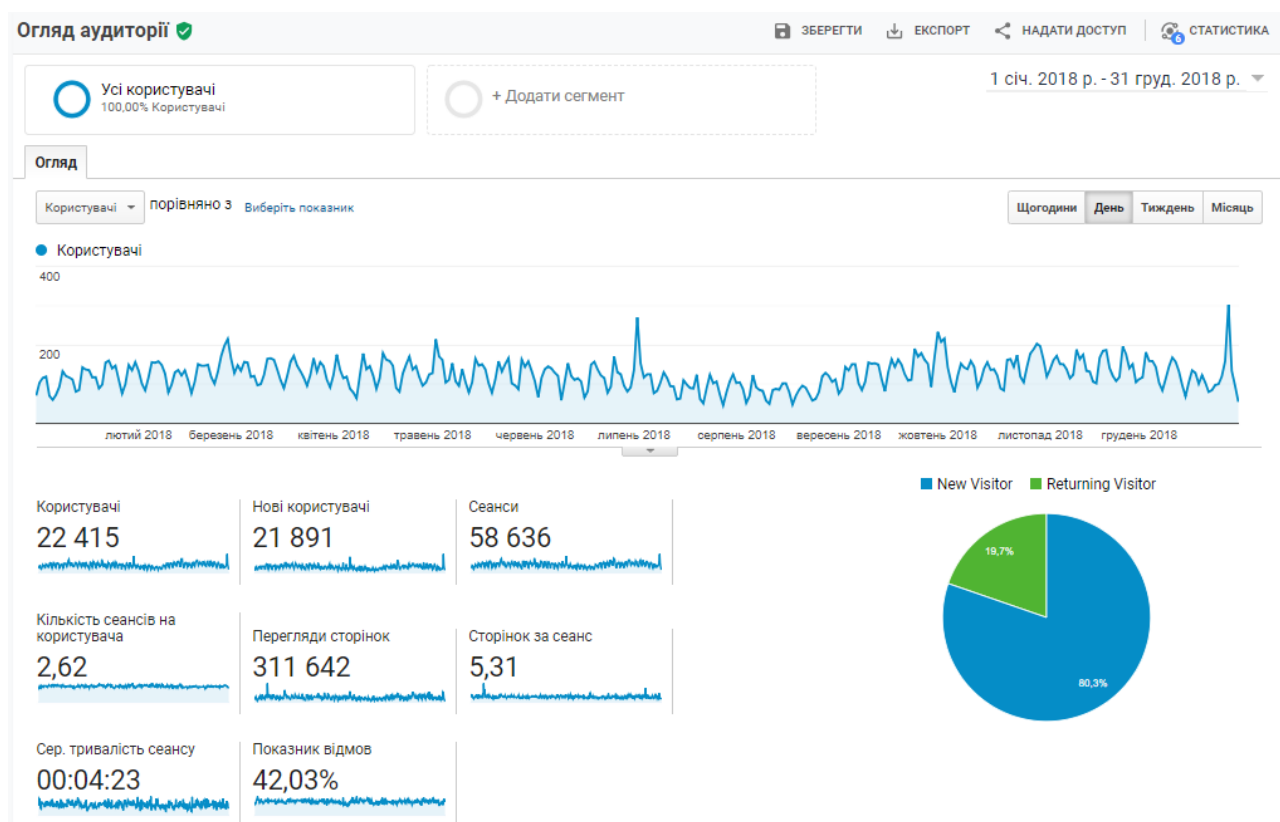 Огляд аудиторії
ЗБЕРЕГТИ ЕКСПОРТ НАДАТИ ДОСТУП 6 СТАТИСТИКА
Усі користувачі
100,00% Користувачі
+ Додати сегмент
1 січ. 2018 р. - 31 груд. 2018 р.
Огляд
Користувачі порівняно з Виберіть показник
Щогодини День Тиждень Місяць
Користувачі
400
200
лютий 2018 березень 2018 квітень 2018 травень 2018 червень 2018 липень 2018 серпень 2018 вересень 2018 жовтень 2018 листопад 2018 грудень 2018
New Visitor Returning Visitor
Користувачі
22 415
Нові користувачі
21 891
Сеанси
58 636
Кількість сеансів на
користувача
2,62
Перегляди сторінок
311 642
Сторінок за сеанс
5,31
Сер. тривалість сеансу
00:04:23
Показник відмов
42,03%
19,7%
80,3%